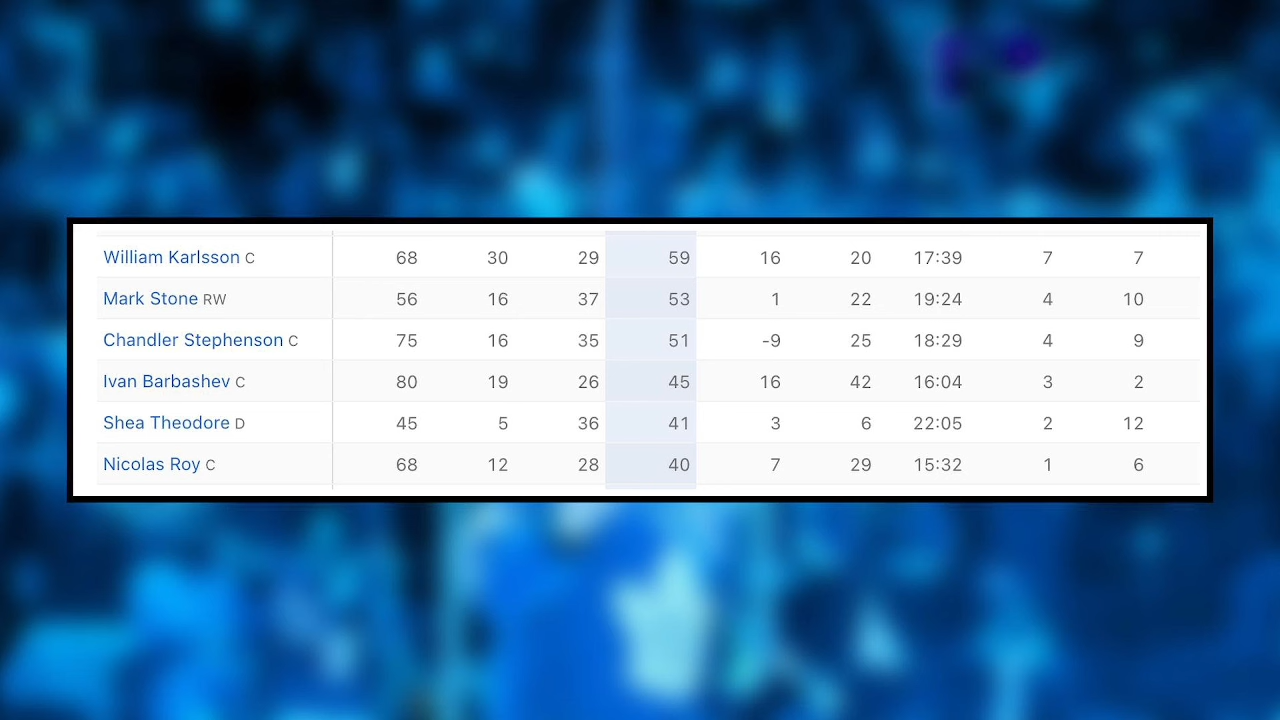 William Karlsson C 68 30 29 59 16 20 17:39 7 7
Mark Stone RW 56 16 37 53 1 22 19:24 4 10
Chandler Stephenson C 75 16 35 51 -9 25 18:29 4 9
Ivan Barbashev C 80 19 26 45 16 42 16:04 3 2
Shea Theodore D 45 5 36 41 3 6 22:05 2 12
Nicolas Roy C 68 12 28 40 7 29 15:32 1 6